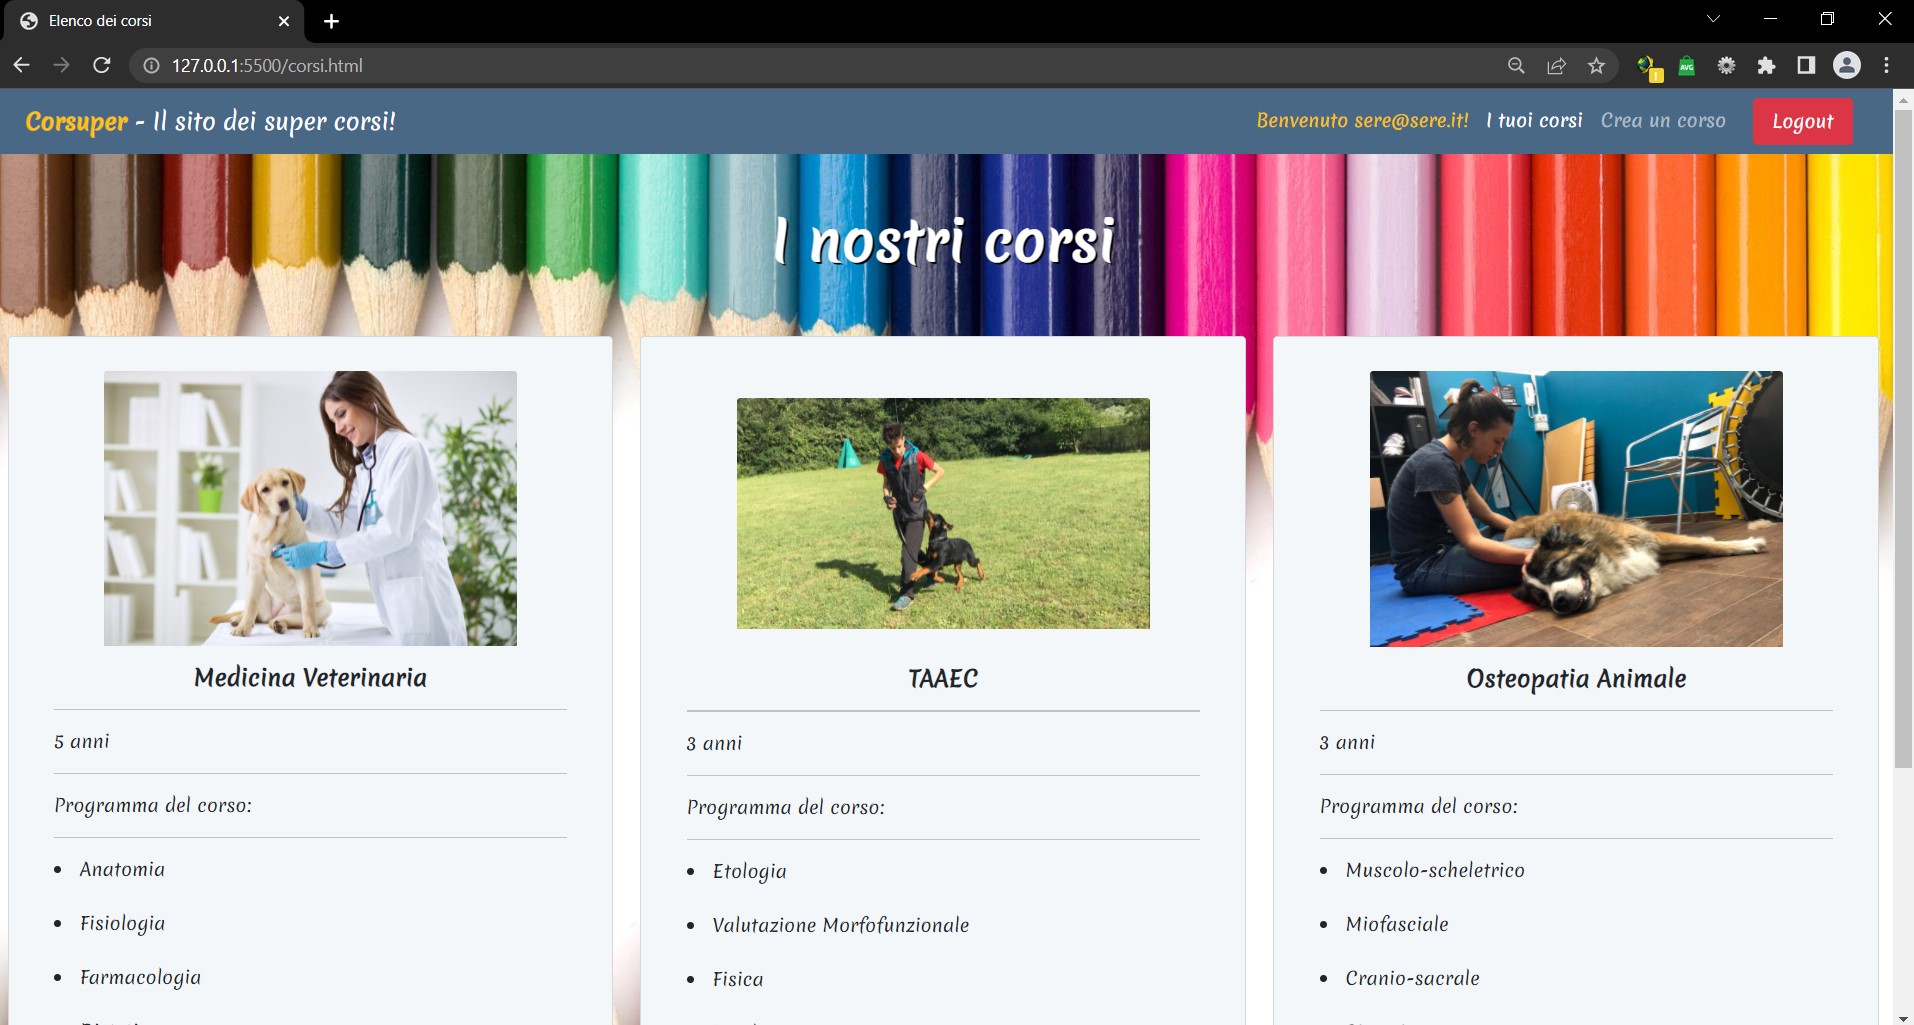 Elenco dei corsi
127.0.0.1:5500/corsi.html
AVG
Corsuper - Il sito dei super corsi!
Benvenuto sere@sere.it! I tuoi corsi Crea un corso Logout
I nostri corsi
Medicina Veterinaria
5 anni
Programma del corso:
Anatomia
Fisiologia
Farmacologia
TAAEC
3 anni
Programma del corso:
Etologia
Valutazione Morfofunzionale
Fisica
Osteopatia Animale
3 anni
Programma del corso:
Muscolo-scheletrico
Miofasciale
Cranio-sacrale